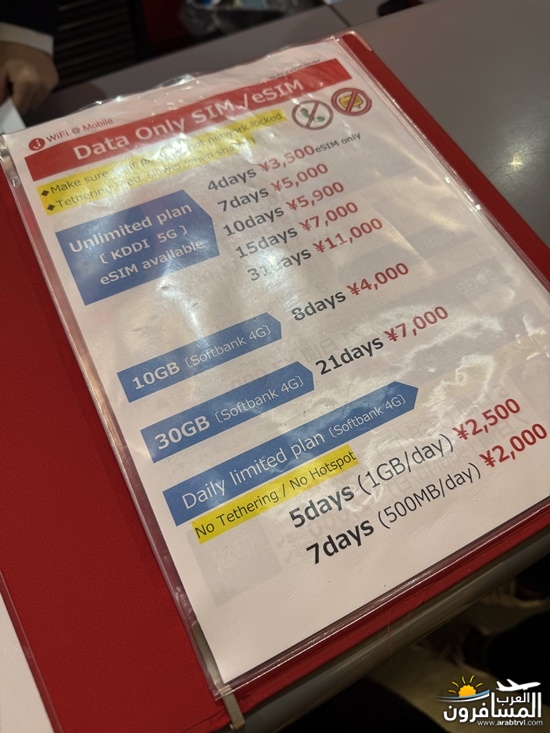 WiFi @ Mobile
Data Only SIM /eSIM
◆Make sure locked
◆Tethering
Unlimited plan
[ KDDI 5G ]
eSIM available
4days ¥3,500 eSIM only
7days ¥5,000
10days ¥5,900
15days ¥7,000
31days ¥11,000
10GB [Softbank 4G]
8days ¥4,000
30GB [Softbank 4G]
21days ¥7,000
Daily limited plan (Softbank 4G)
No Tethering / No Hotspot
5days (1GB/day) ¥2,500
7days (500MB/day) ¥2,000
العرب
المسافرون
www.arabtrvl.com